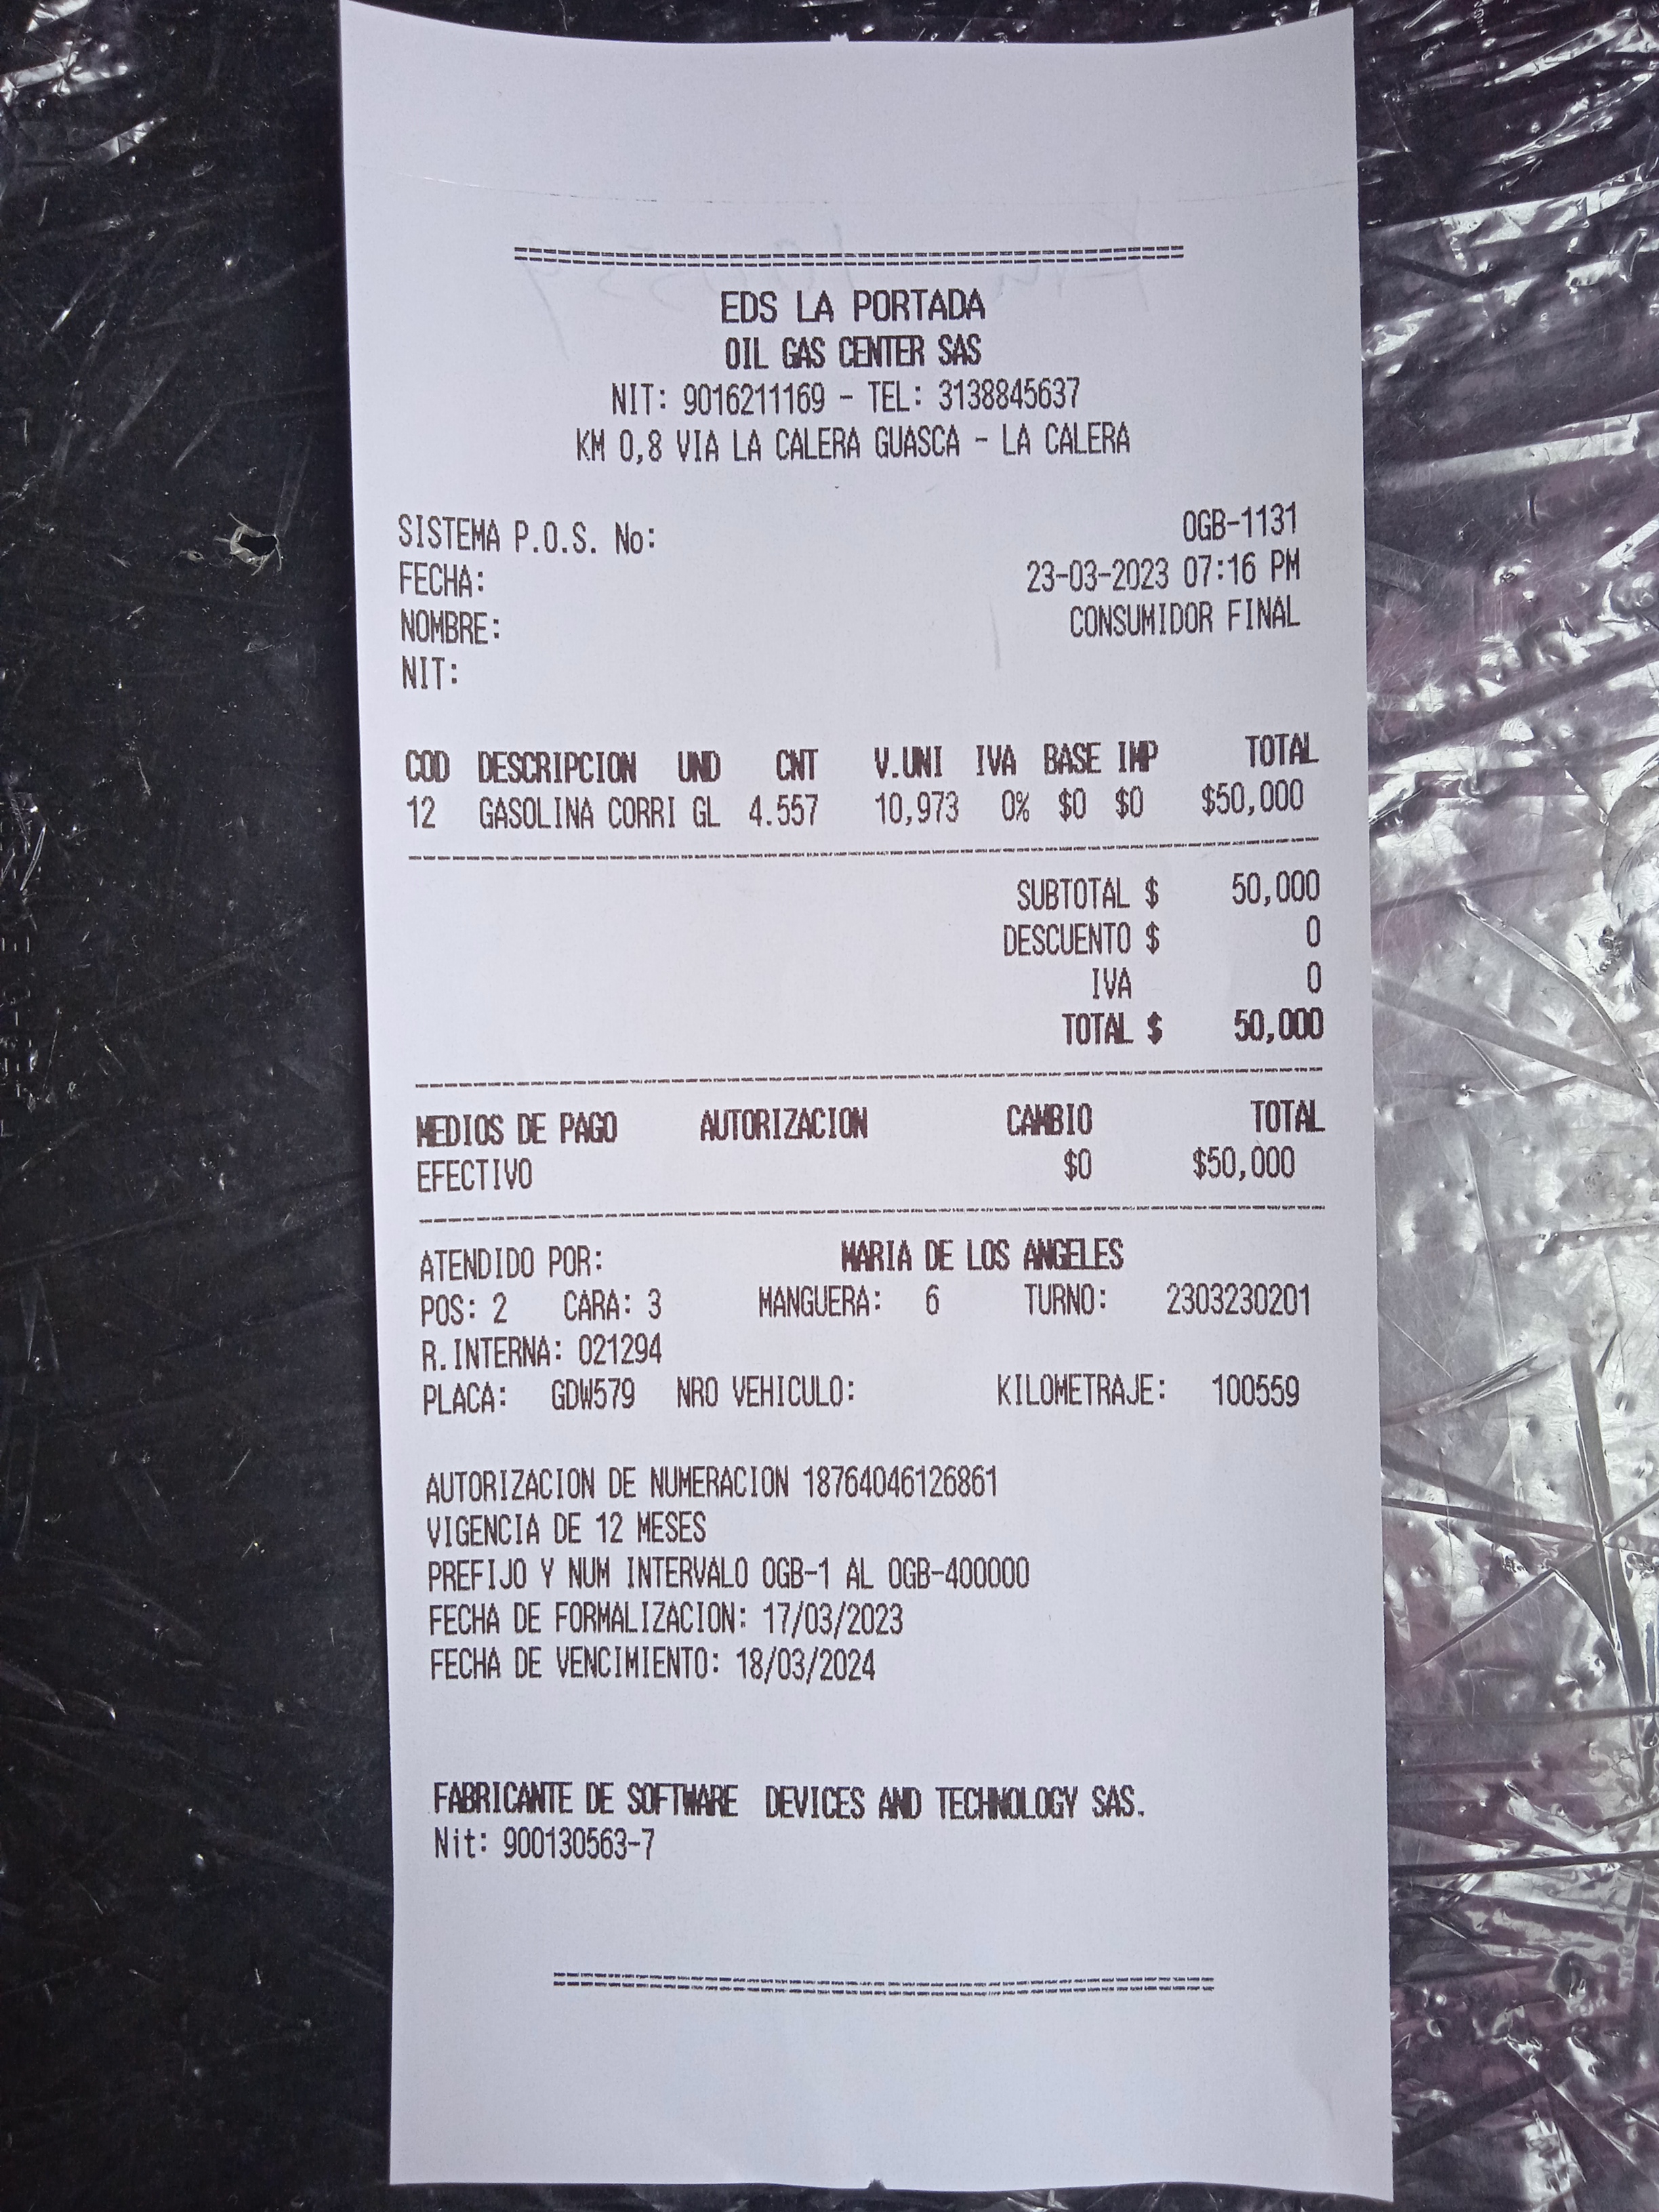 EDS LA PORTADA
OIL GAS CENTER SAS
NIT: 9016211169 - TEL: 3138845637
KM 0,8 VIA LA CALERA GUASCA - LA CALERA
SISTEMA P.O.S. No: OGB-1131
FECHA: 23-03-2023 07:16 PM
NOMBRE: CONSUMIDOR FINAL
NIT:
COD DESCRIPCION UND CNT V.UNI IVA BASE IMP TOTAL
12 GASOLINA CORRI GL 4.557 10,973 0% $0 $0 $50,000
SUBTOTAL $ 50,000
DESCUENTO $ 0
IVA 0
TOTAL $ 50,000
MEDIOS DE PAGO AUTORIZACION CAMBIO TOTAL
EFECTIVO $0 $50,000
ATENDIDO POR: MARIA DE LOS ANGELES
POS: 2 CARA: 3 MANGUERA: 6 TURNO: 2303230201
R.INTERNA: 021294
PLACA: GDW579 NRO VEHICULO: KILOMETRAJE: 100559
AUTORIZACION DE NUMERACION 18764046126861
VIGENCIA DE 12 MESES
PREFIJO Y NUM INTERVALO OGB-1 AL OGB-400000
FECHA DE FORMALIZACION: 17/03/2023
FECHA DE VENCIMIENTO: 18/03/2024
FABRICANTE DE SOFTWARE DEVICES AND TECHNOLOGY SAS.
Nit: 900130563-7